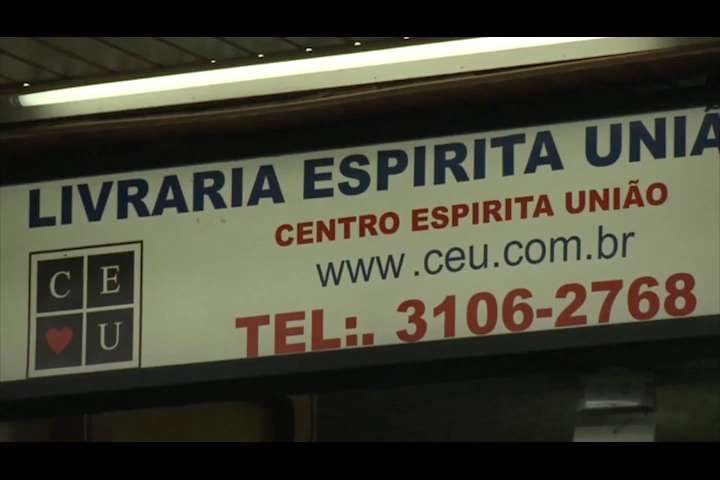 LIVRARIA ESPIRITA UNIÃ
CENTRO ESPIRITA UNIÃO
www.ceu.com.br
TEL:. 3106-2768
C E
U